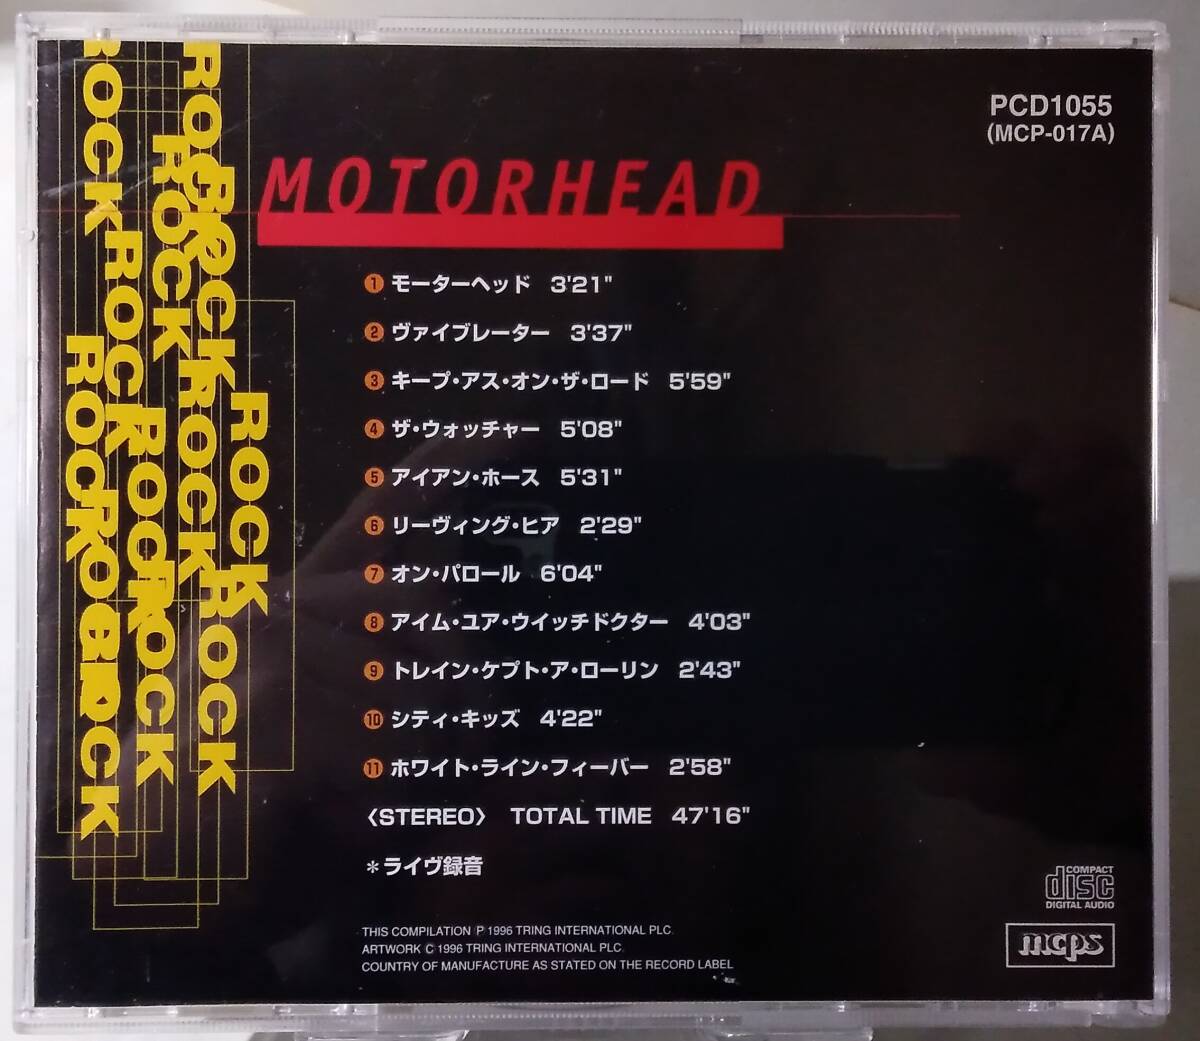 PCD1055
(MCP-017A)
MOTORHEAD
ROCK
ROCK
ROCK
ROCK
ROCK
ROCK
ROCK
ROCK
ROCK
ROCK
ROCK
ROCK
1 モーターヘッド 3'21"
2 ヴァイブレーター 3'37"
3 キープ・アス・オン・ザ・ロード 5'59"
4 ザ・ウォッチャー 5'08"
5 アイアン・ホース 5'31"
6 リーヴィング・ヒア 2'29"
7 オン・パロール 6'04"
8 アイム・ユア・ウイッチドクター 4'03"
9 トレイン・ケプト・ア・ローリン 2'43"
10 シティ・キッズ 4'22"
11 ホワイト・ライン・フィーバー 2'58"
〈STEREO〉 TOTAL TIME 47'16"
＊ライヴ録音
THIS COMPILATION Ⓟ 1996 TRING INTERNATIONAL PLC.
ARTWORK © 1996 TRING INTERNATIONAL PLC.
COUNTRY OF MANUFACTURE AS STATED ON THE RECORD LABEL
COMPACT
disc
DIGITAL AUDIO
mcps